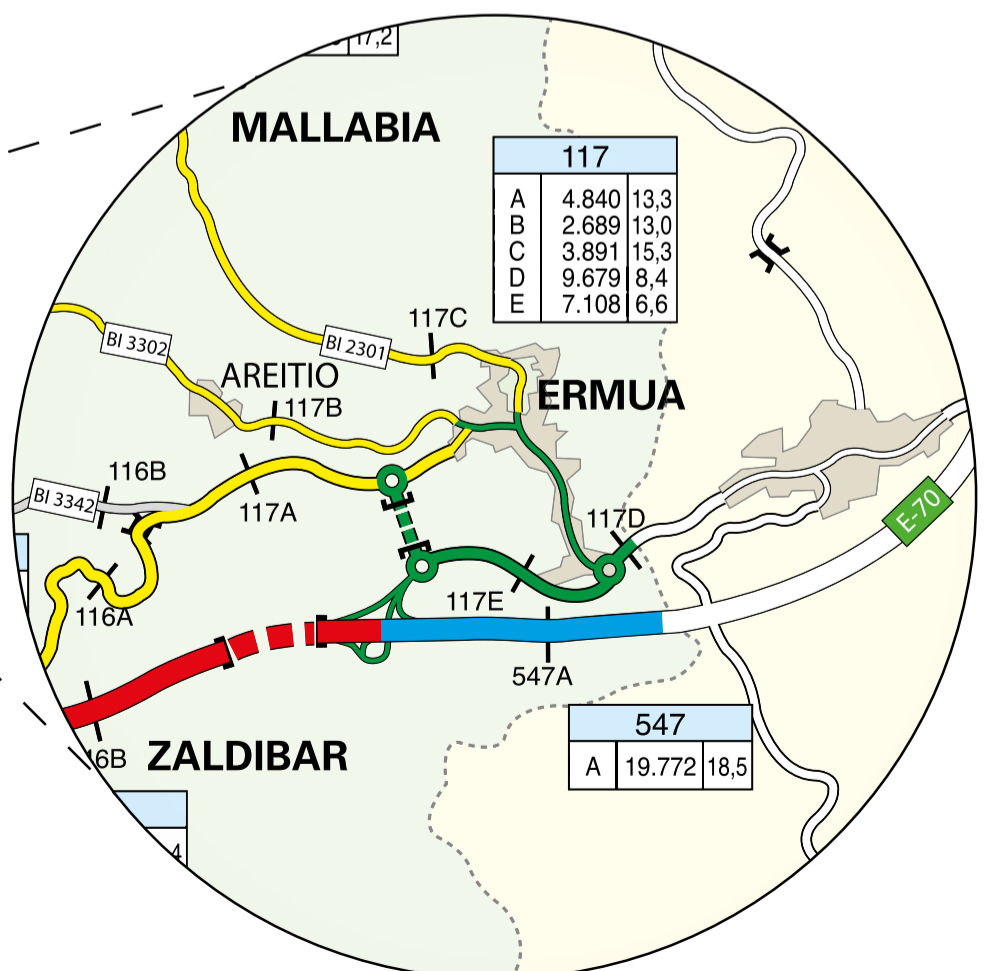 17,2
MALLABIA
117
A 4.840 13,3
B 2.689 13,0
C 3.891 15,3
D 9.679 8,4
E 7.108 6,6
117C
BI 3302
BI 2301
AREITIO
ERMUA
117B
116B
BI 3342
117A
E-70
117D
116A
117E
547A
547
A 19.772 18,5
46B
ZALDIBAR
4